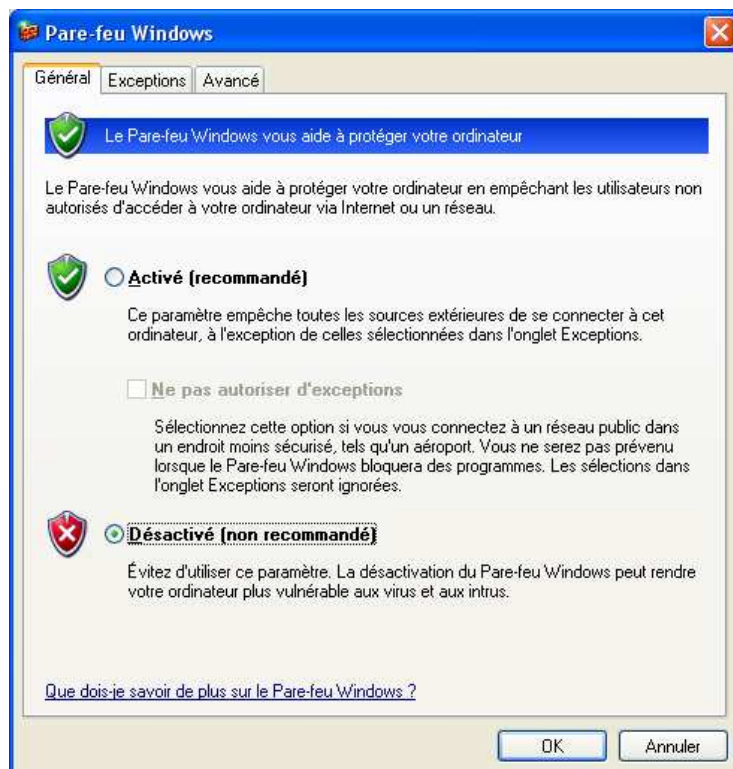 Pare-feu Windows
Général
Exceptions
Avancé
Le Pare-feu Windows vous aide à protéger votre ordinateur
Le Pare-feu Windows vous aide à protéger votre ordinateur en empêchant les utilisateurs non
autorisés d'accéder à votre ordinateur via Internet ou un réseau.
Activé (recommandé)
Ce paramètre empêche toutes les sources extérieures de se connecter à cet
ordinateur, à l'exception de celles sélectionnées dans l'onglet Exceptions.
Ne pas autoriser d'exceptions
Sélectionnez cette option si vous vous connectez à un réseau public dans
un endroit moins sécurisé, tels qu'un aéroport. Vous ne serez pas prévenu
lorsque le Pare-feu Windows bloquera des programmes. Les sélections dans
l'onglet Exceptions seront ignorées.
Désactivé (non recommandé)
Évitez d'utiliser ce paramètre. La désactivation du Pare-feu Windows peut rendre
votre ordinateur plus vulnérable aux virus et aux intrus.
Que dois-je savoir de plus sur le Pare-feu Windows ?
OK
Annuler